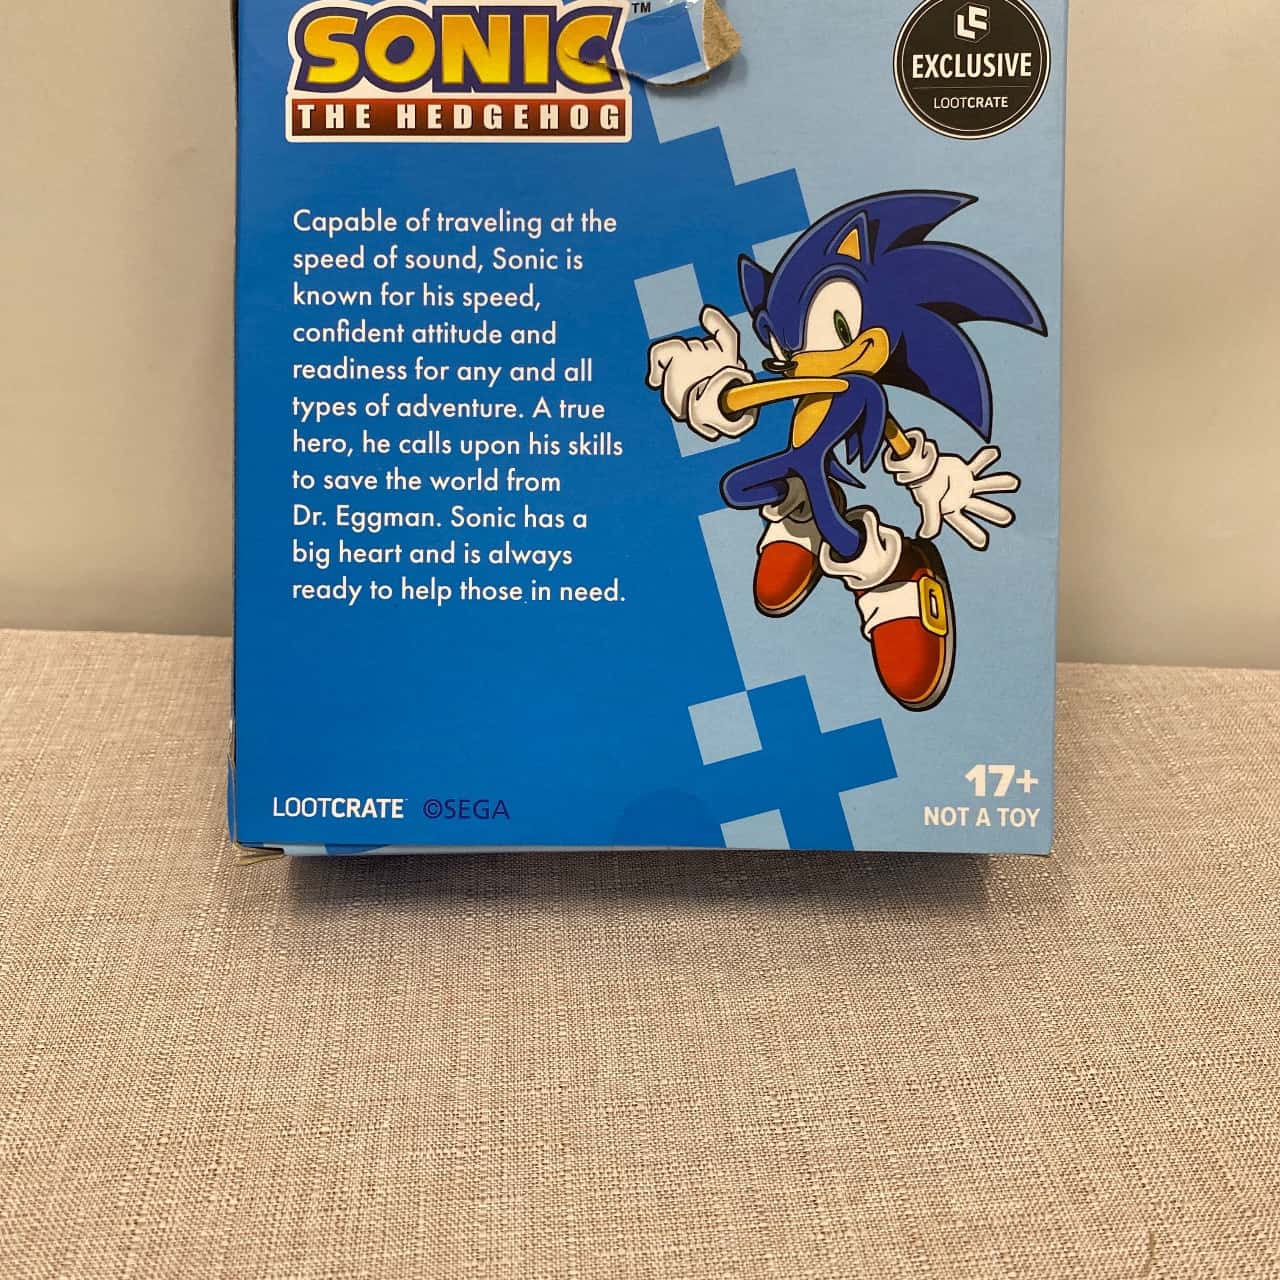 SONIC
TM
THE HEDGEHOG
EXCLUSIVE
LOOTCRATE
Capable of traveling at the
speed of sound, Sonic is
known for his speed,
confident attitude and
readiness for any and all
types of adventure. A true
hero, he calls upon his skills
to save the world from
Dr. Eggman. Sonic has a
big heart and is always
ready to help those in need.
LOOTCRATE ©SEGA
17+
NOT A TOY